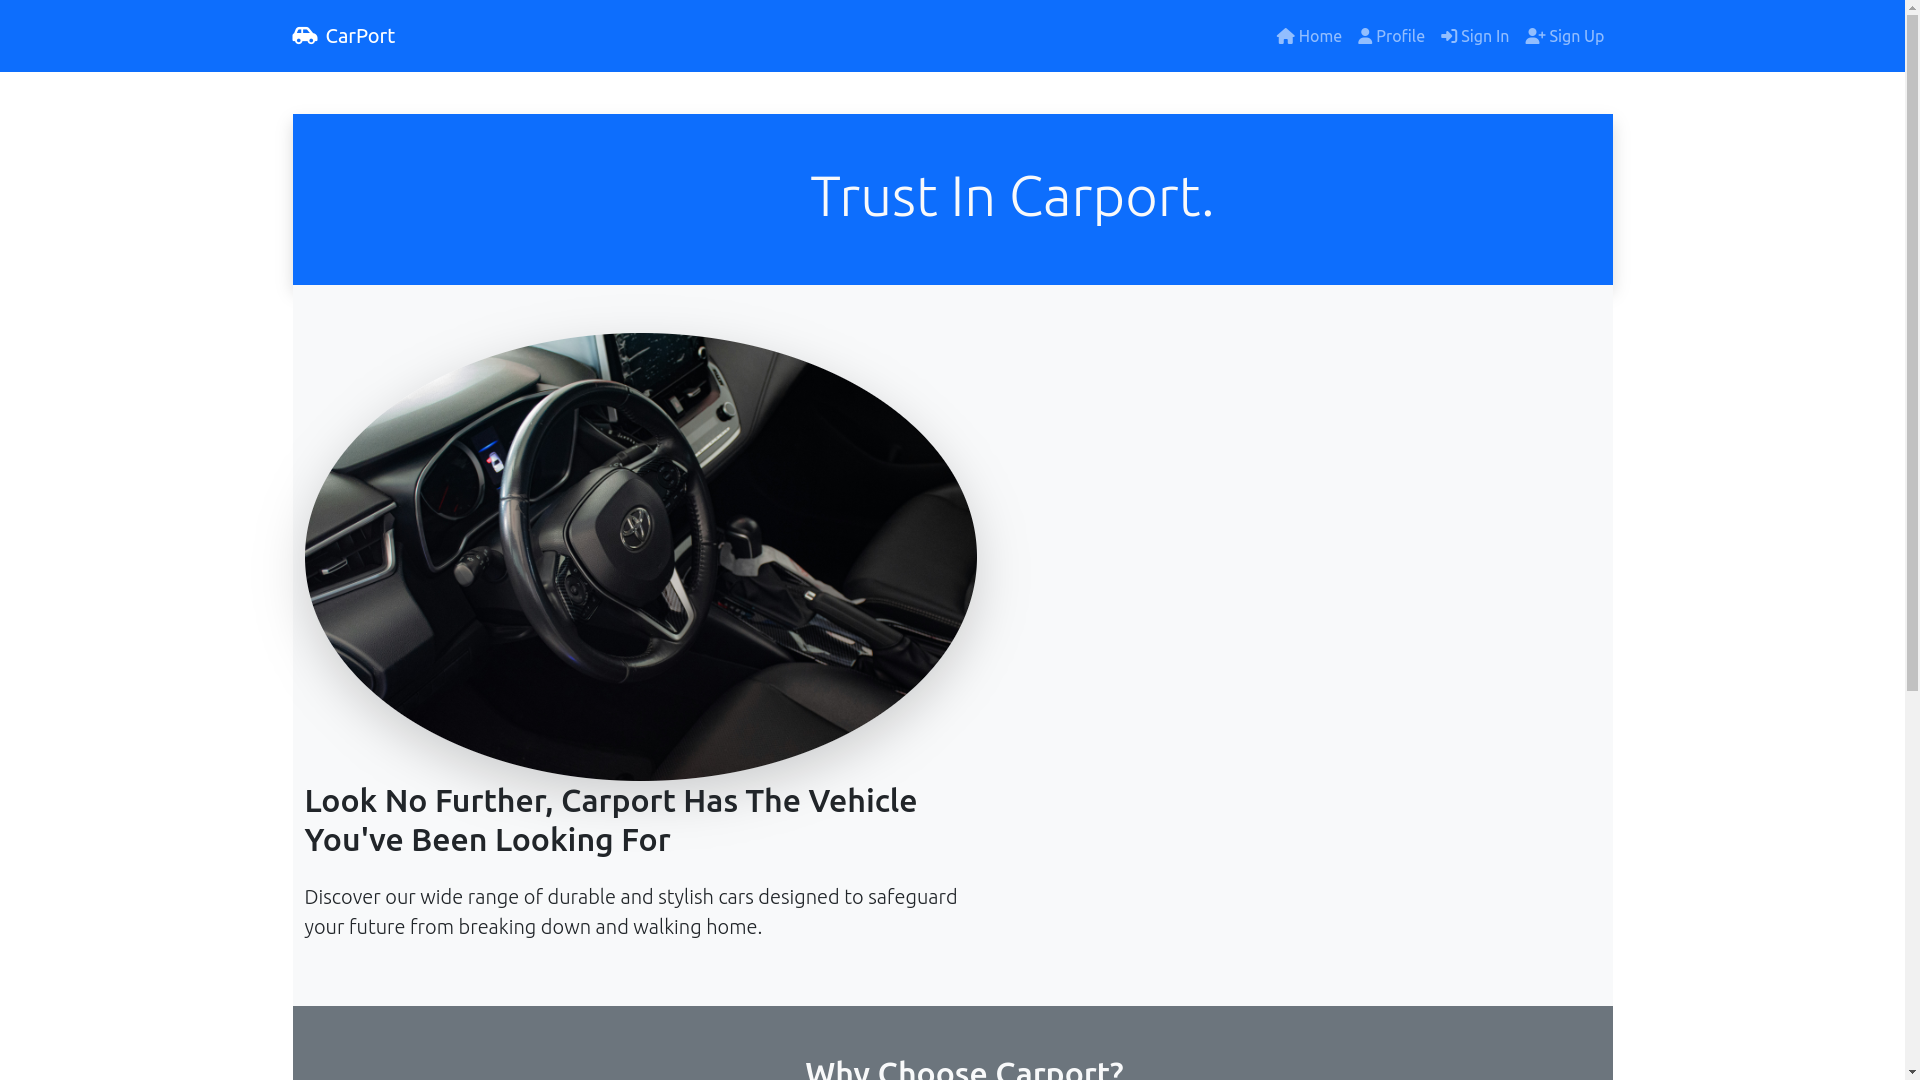 CarPort
Home
Profile
Sign In
Sign Up
Trust In Carport.
Look No Further, Carport Has The Vehicle
You've Been Looking For
Discover our wide range of durable and stylish cars designed to safeguard
your future from breaking down and walking home.
Why Choose Carport?